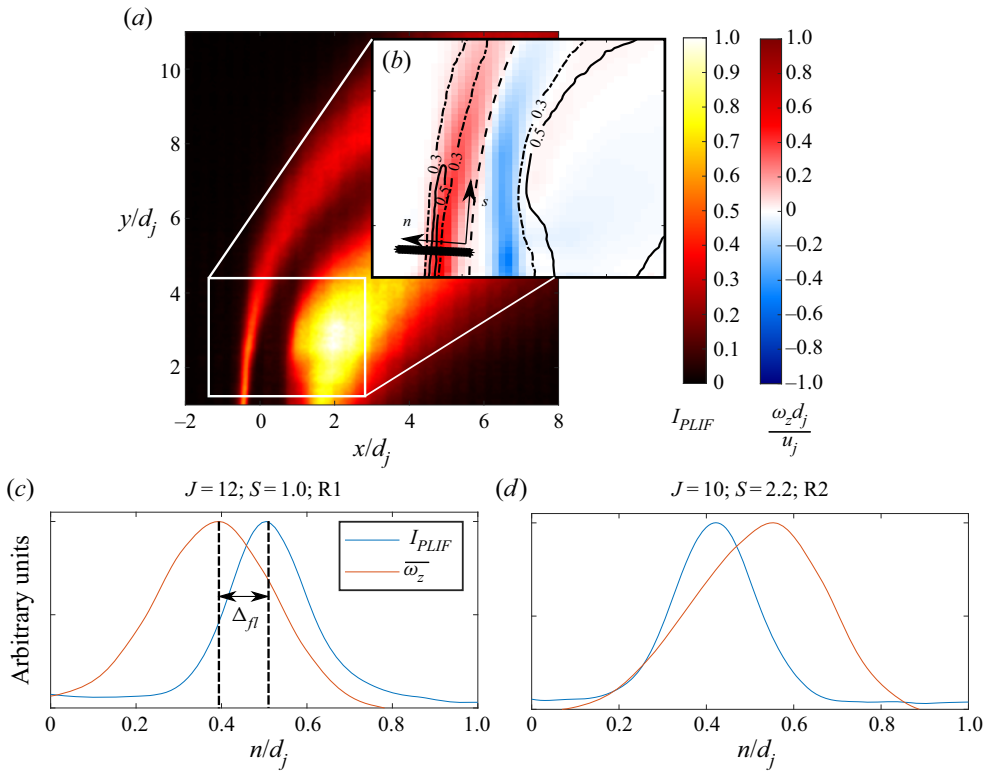 (a)
(b)
10
8
6
4
2
y/d_j
−2
0
2
4
6
8
x/d_j
0.3
0.3
0.5
0.5
0.3
0.5
n
s
1.0
0.9
0.8
0.7
0.6
0.5
0.4
0.3
0.2
0.1
0
I_PLIF
1.0
0.8
0.6
0.4
0.2
0
−0.2
−0.4
−0.6
−0.8
−1.0
ω_z d_j
u_j
(c)
J = 12; S = 1.0; R1
Arbitrary units
I_PLIF
ω_z
Δ_fl
0
0.2
0.4
0.6
0.8
1.0
n/d_j
(d)
J = 10; S = 2.2; R2
0
0.2
0.4
0.6
0.8
1.0
n/d_j